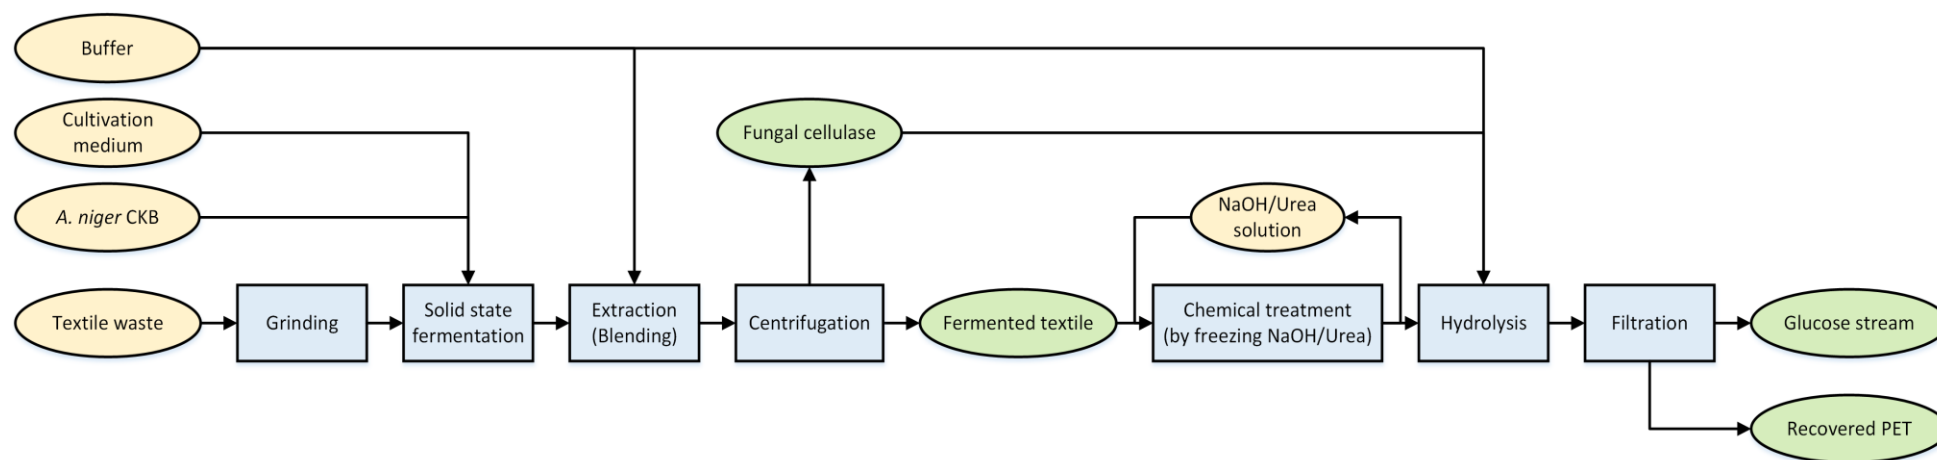 Buffer
Cultivation
medium
Fungal cellulase
A. niger CKB
NaOH/Urea
solution
Textile waste
Grinding
Solid state
fermentation
Extraction
(Blending)
Centrifugation
Fermented textile
Chemical treatment
(by freezing NaOH/Urea)
Hydrolysis
Filtration
Glucose stream
Recovered PET